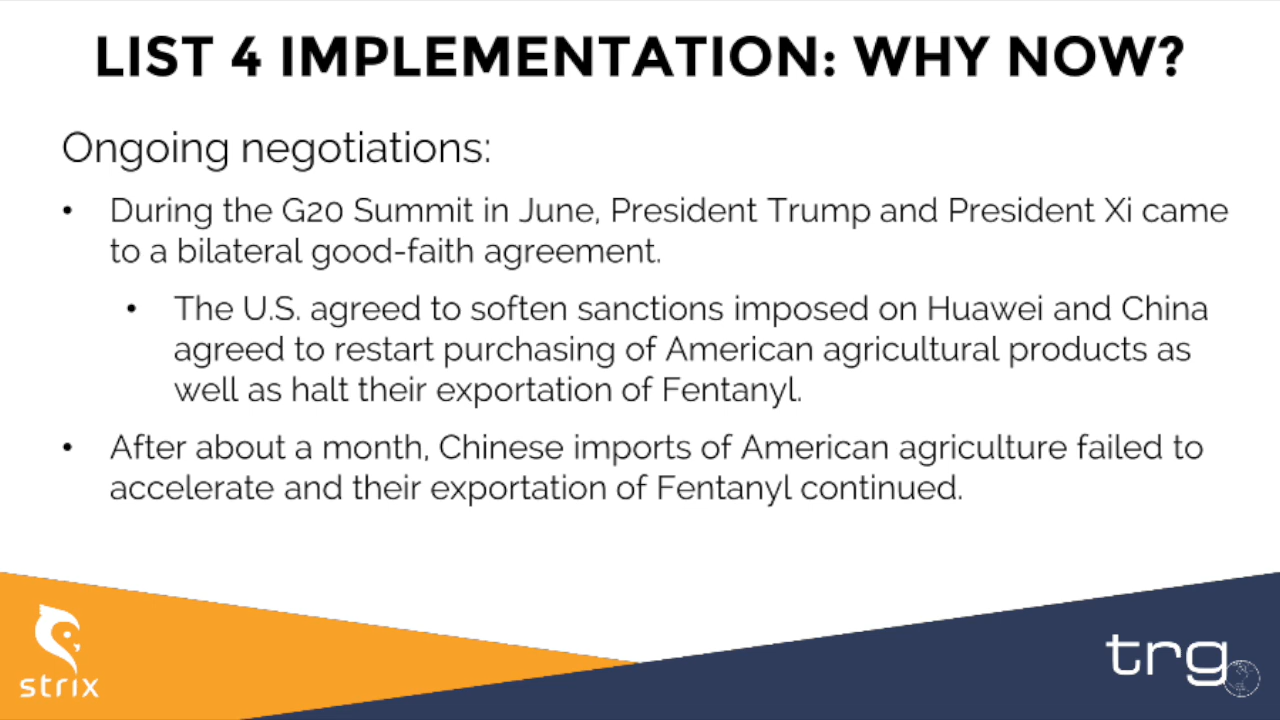 LIST 4 IMPLEMENTATION: WHY NOW?
Ongoing negotiations:
• During the G20 Summit in June, President Trump and President Xi came
to a bilateral good-faith agreement.
• The U.S. agreed to soften sanctions imposed on Huawei and China
agreed to restart purchasing of American agricultural products as
well as halt their exportation of Fentanyl.
• After about a month, Chinese imports of American agriculture failed to
accelerate and their exportation of Fentanyl continued.
strix
trg